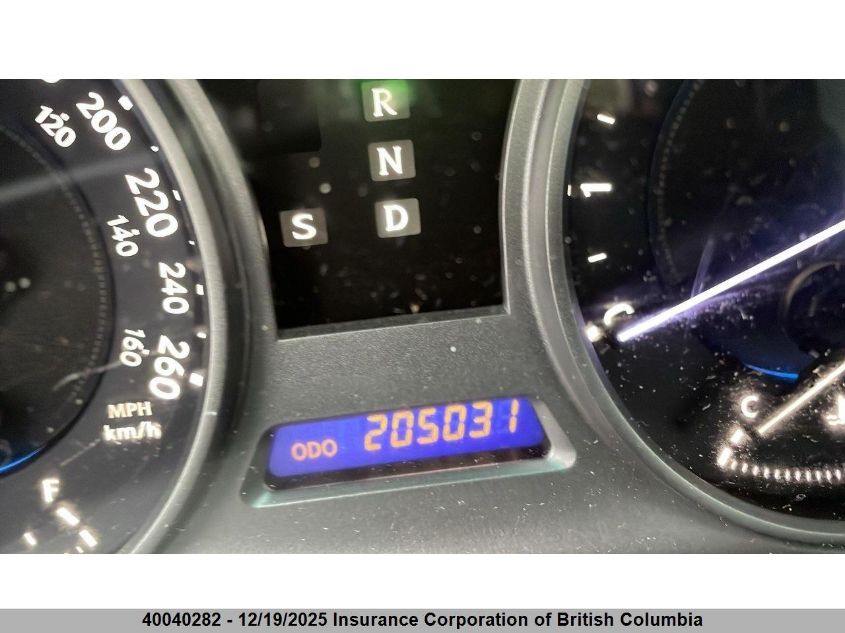 200
120
220
140
240
160
260
MPH
km/h
F
R
N
S D
ODO 205031
1
C
40040282 - 12/19/2025 Insurance Corporation of British Columbia